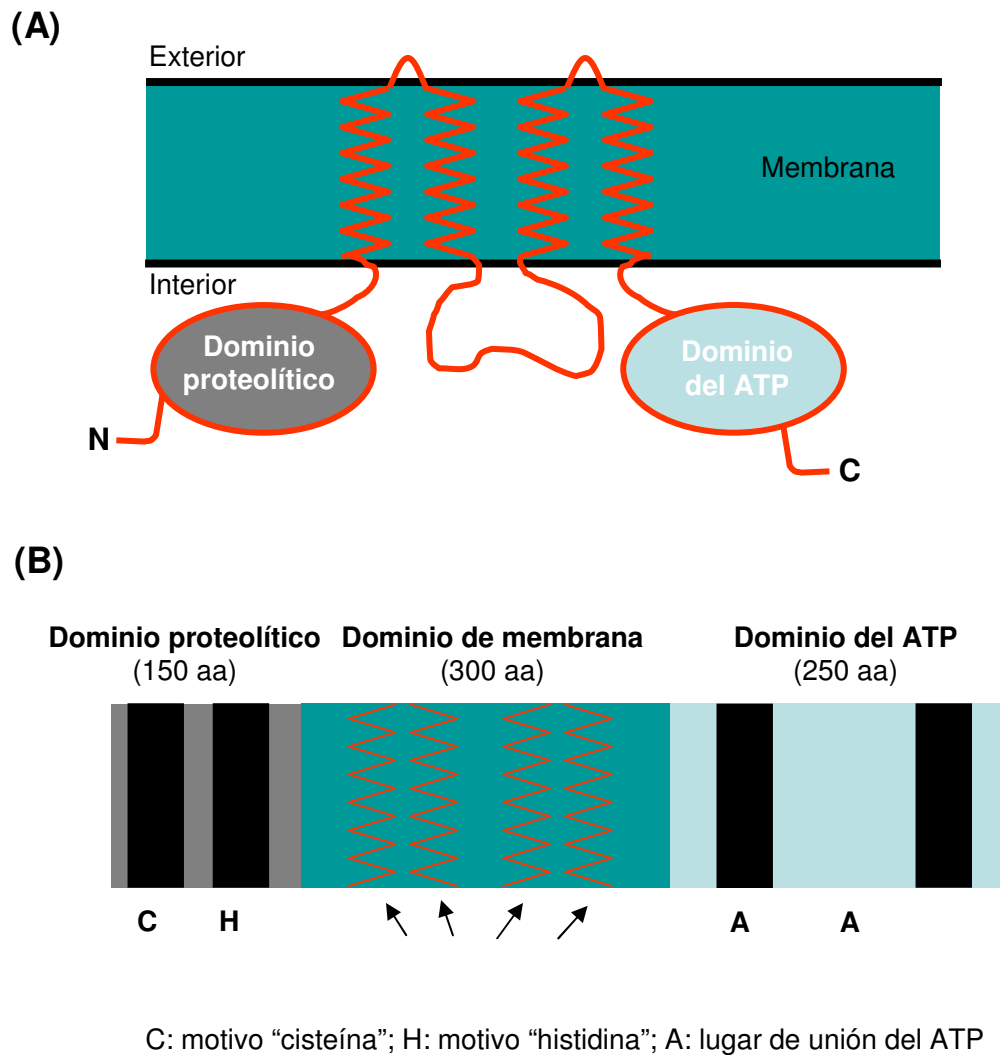 (A)
Exterior
Membrana
Interior
Dominio
proteolítico
Dominio
del ATP
N
C
(B)
Dominio proteolítico
(150 aa)
Dominio de membrana
(300 aa)
Dominio del ATP
(250 aa)
C H A A
C: motivo “cisteína”; H: motivo “histidina”; A: lugar de unión del ATP